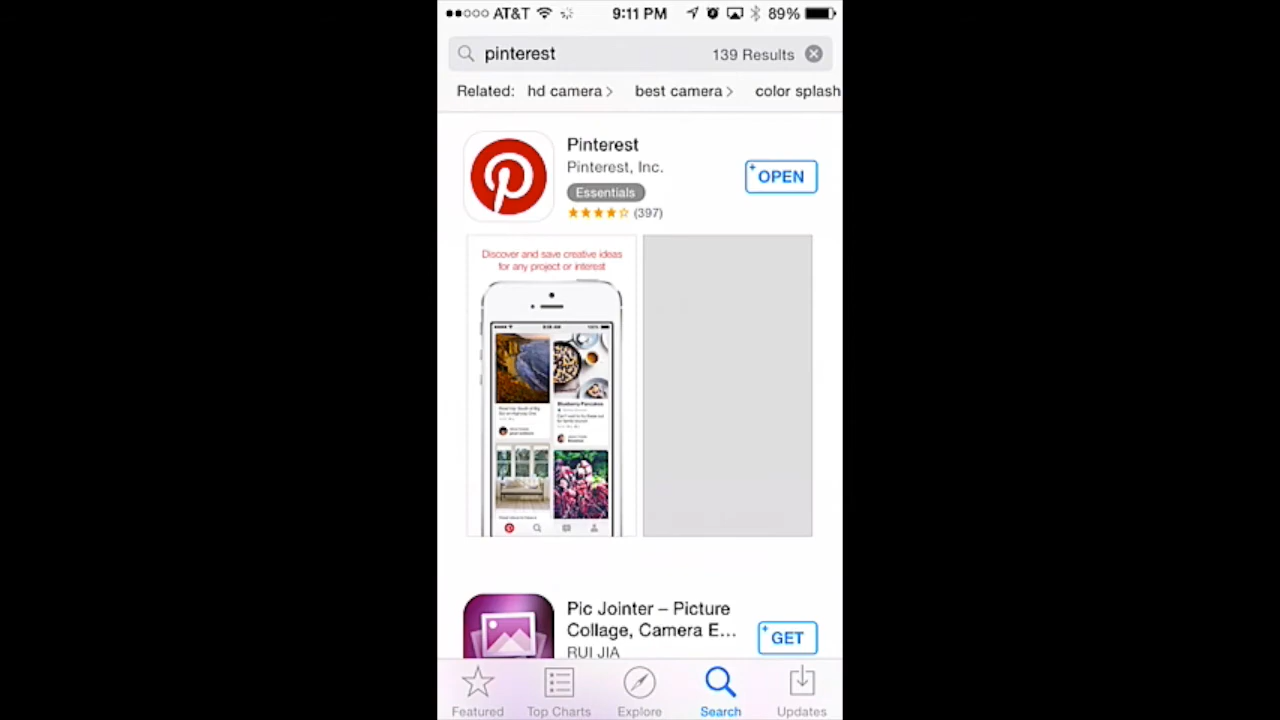 AT&T 9:11 PM 89%
pinterest 139 Results
Related: hd camera > best camera > color splash
Pinterest
Pinterest, Inc.
OPEN
Essentials
(397)
Discover and save creative ideas
for any project or interest
Blueberry Pancakes
Pic Jointer – Picture
Collage, Camera E...
GET
RUI JIA
Featured Top Charts Explore Search Updates